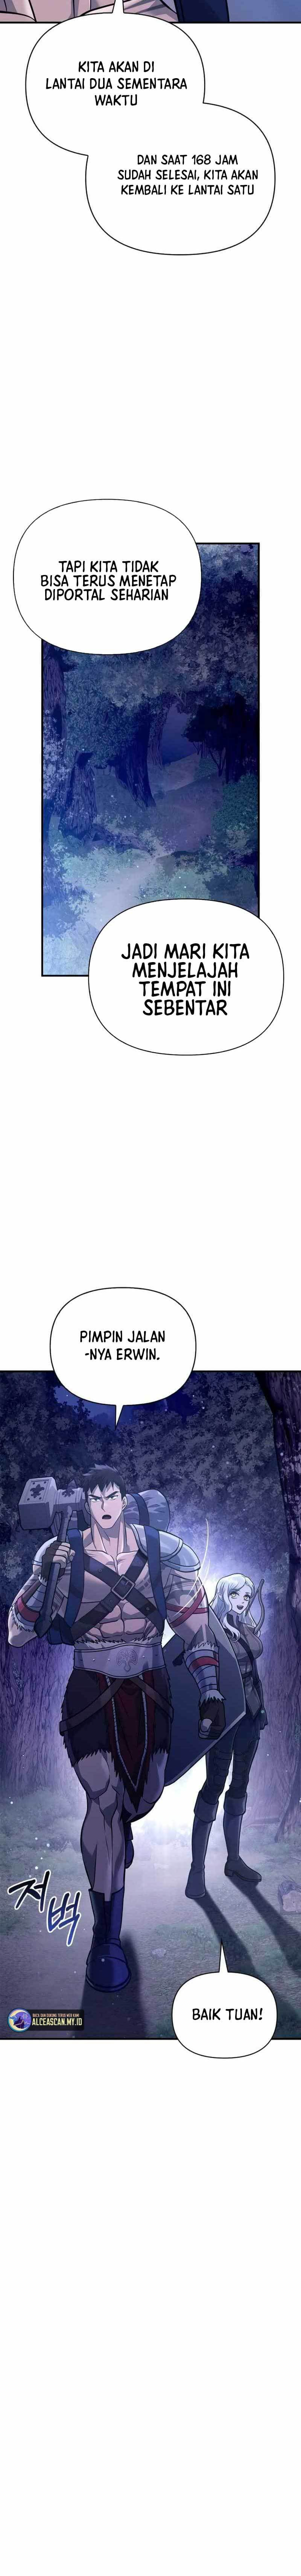 KITA AKAN DI
LANTAI DUA SEMENTARA
WAKTU
DAN SAAT 168 JAM
SUDAH SELESAI, KITA AKAN
KEMBALI KE LANTAI SATU
TAPI KITA TIDAK
BISA TERUS MENETAP
DIPORTAL SEHARIAN
JADI MARI KITA
MENJELAJAH
TEMPAT INI
SEBENTAR
PIMPIN JALAN
-NYA ERWIN.
저벅
BAIK TUAN!
ALCEASCAN.MY.ID